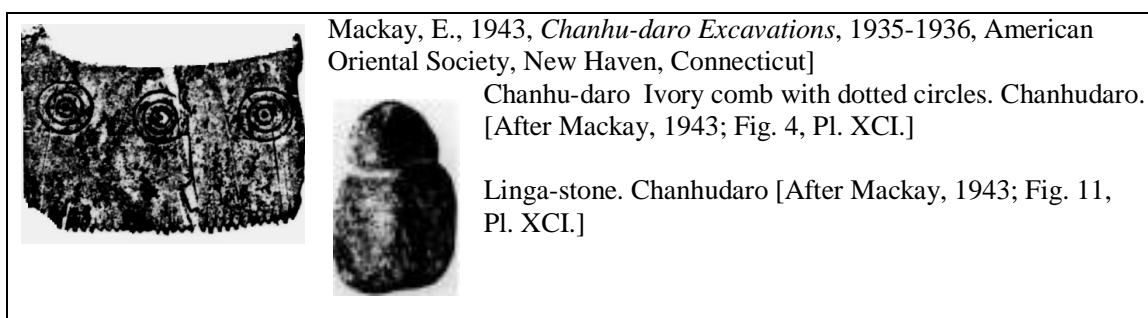 Mackay, E., 1943, Chanhu-daro Excavations, 1935-1936, American
Oriental Society, New Haven, Connecticut]
Chanhu-daro Ivory comb with dotted circles. Chanhudaro.
[After Mackay, 1943; Fig. 4, Pl. XCI.]
Linga-stone. Chanhudaro [After Mackay, 1943; Fig. 11,
Pl. XCI.]